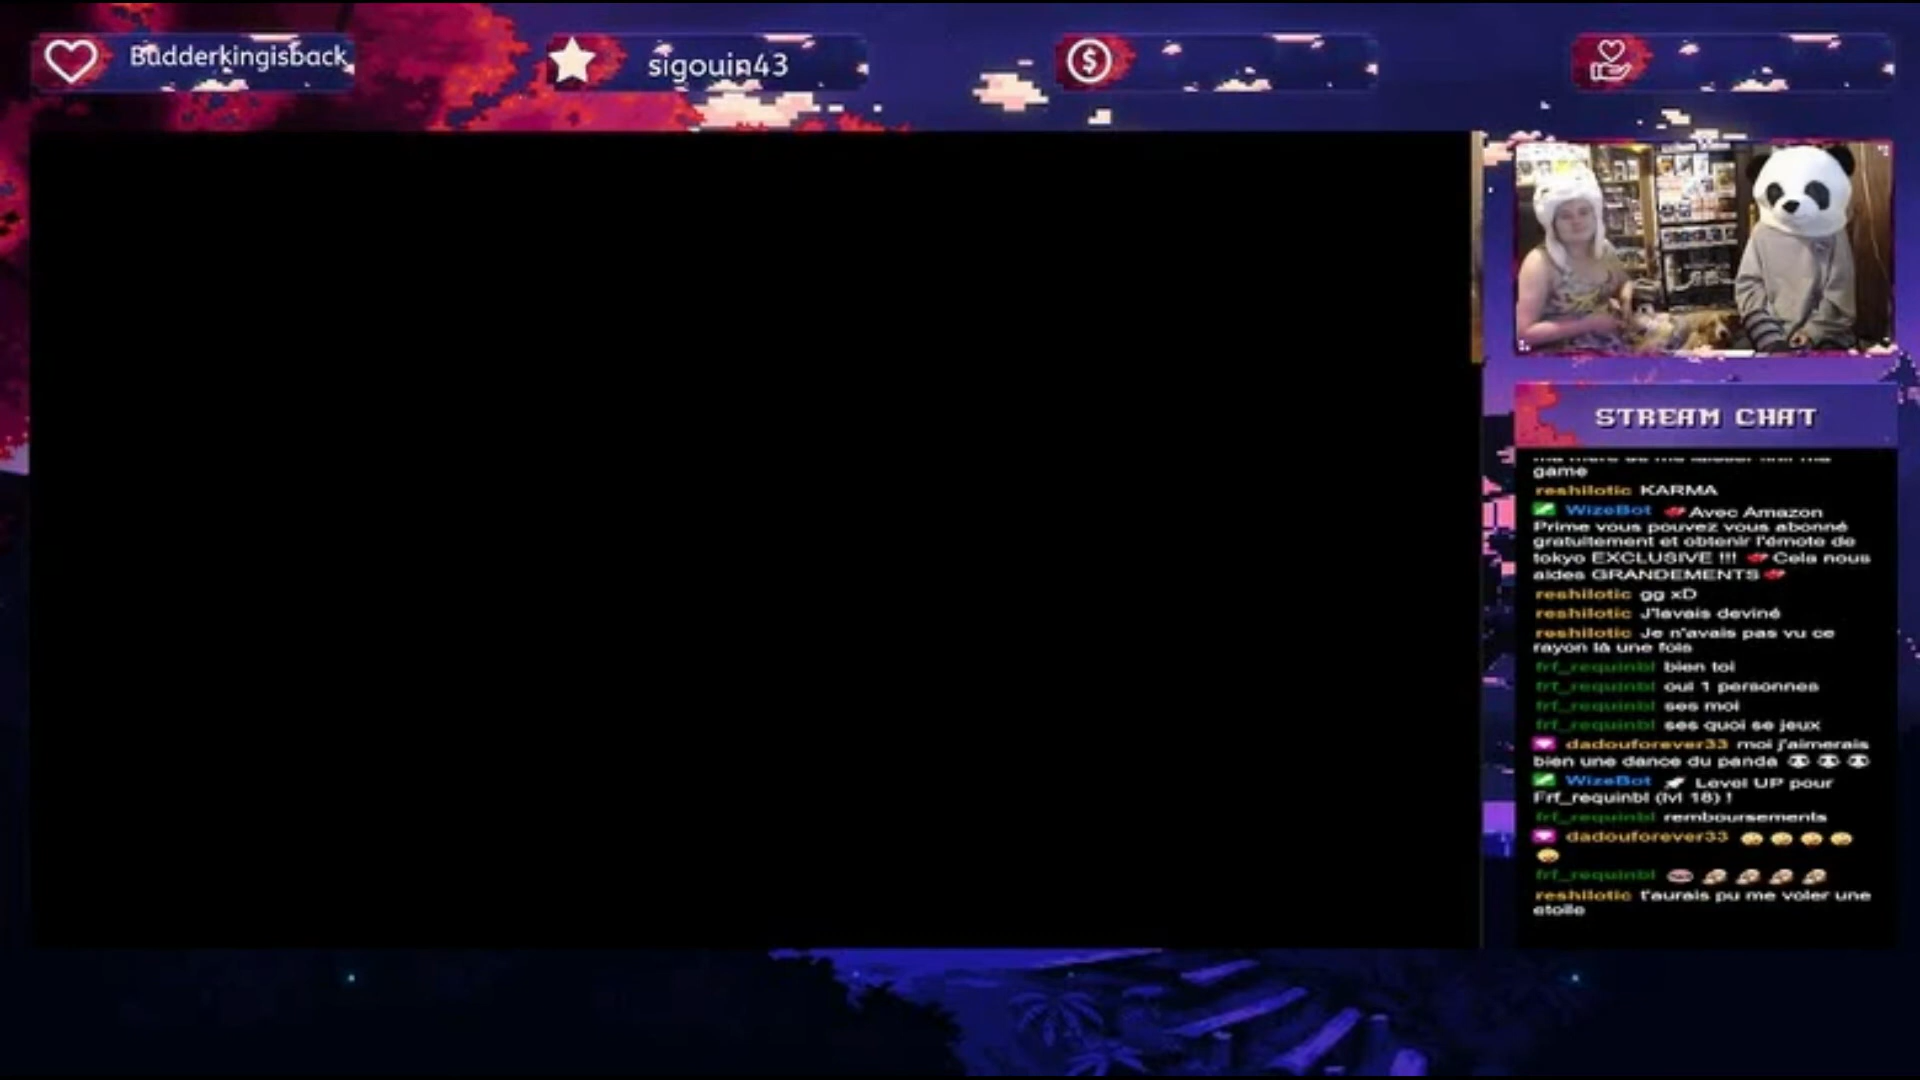 Budderkingisback
sigouin43
STREAM CHAT
game
reshilotic KARMA
WizeBot Avec Amazon
Prime vous pouvez vous abonné
gratuitement et obtenir l'émote de
tokyo EXCLUSIVE !!! Cela nous
aides GRANDEMENTS
reshilotic gg xD
reshilotic J'lavais deviné
reshilotic Je n'avais pas vu ce
rayon là une fois
frf_requinbl bien toi
frf_requinbl oui 1 personnes
frf_requinbl ses moi
frf_requinbl ses quoi se jeux
dadouforever33 moi j'aimerais
bien une dance du panda
WizeBot Level UP pour
Frf_requinbl (lvl 18) !
frf_requinbl remboursements
dadouforever33
frf_requinbl
reshilotic t'aurais pu me voler une
etoile